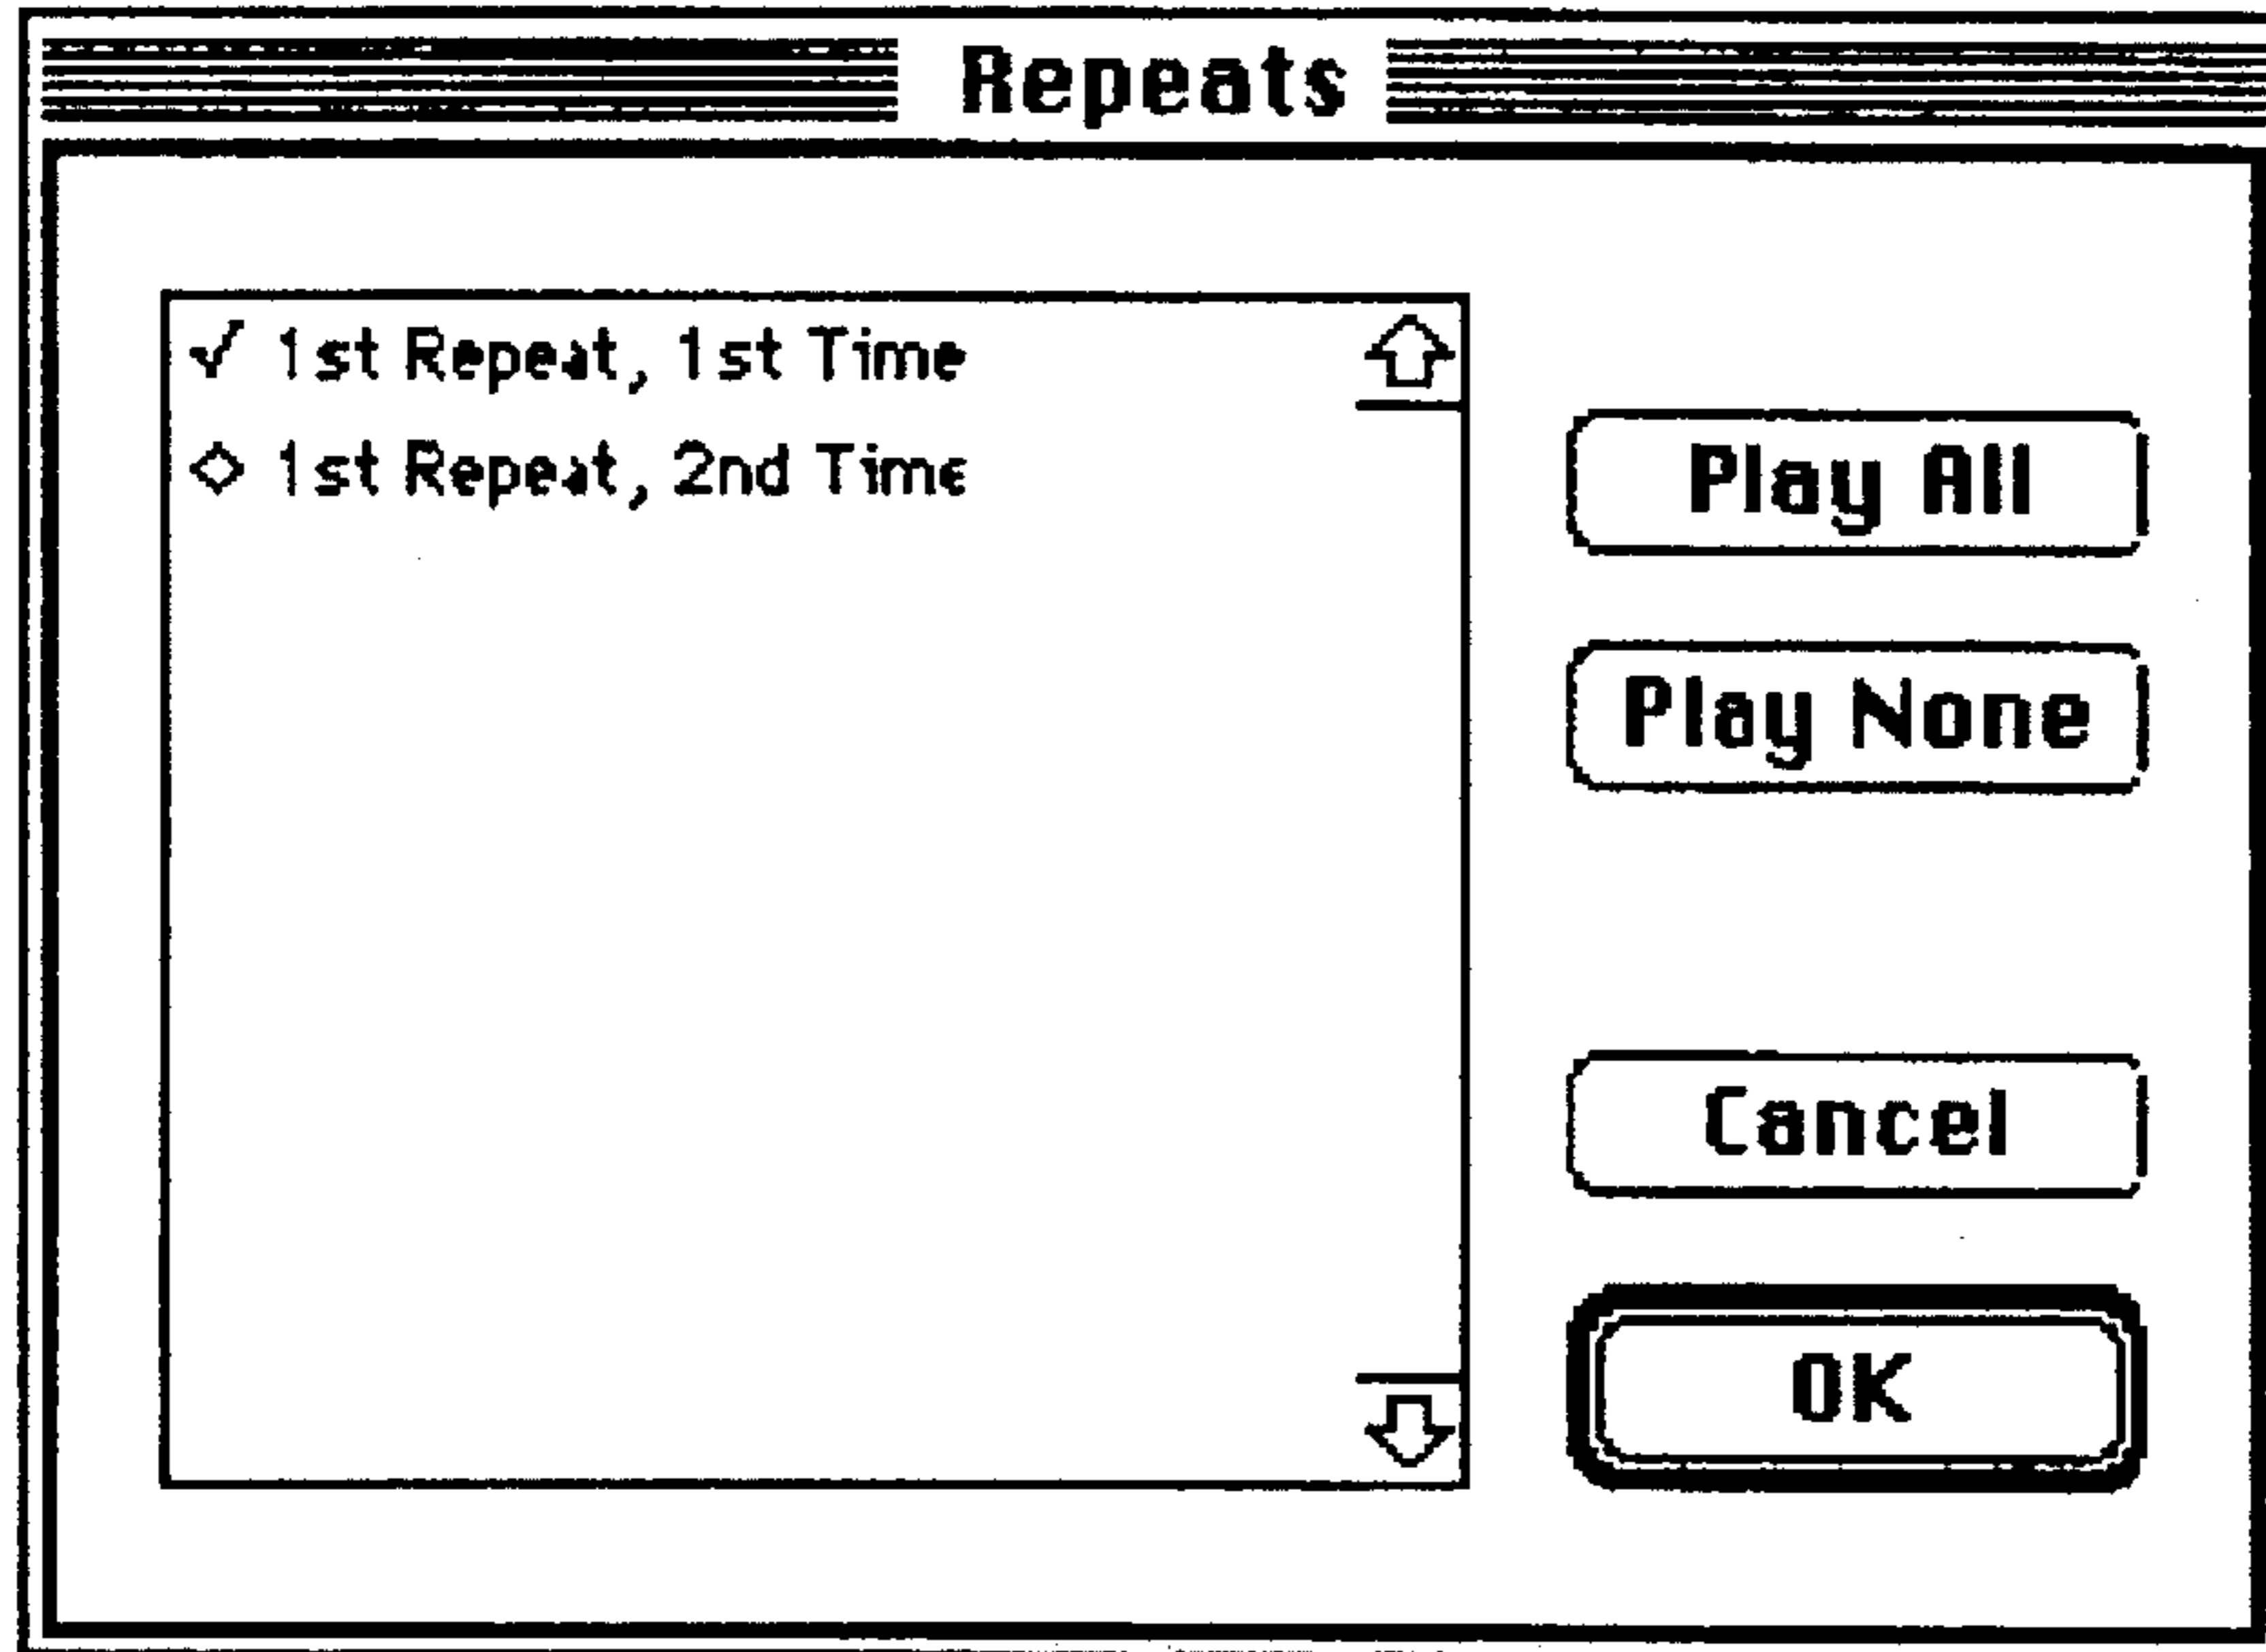 Repeats
✓ 1st Repeat, 1st Time
◇ 1st Repeat, 2nd Time
Play All
Play None
Cancel
OK